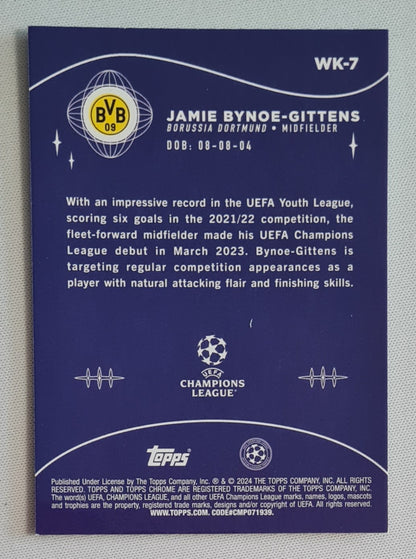 WK-7
BVB
09
JAMIE BYNOE-GITTENS
BORUSSIA DORTMUND • MIDFIELDER
DOB: 08-08-04
With an impressive record in the UEFA Youth League,
scoring six goals in the 2021/22 competition, the
fleet-forward midfielder made his UEFA Champions
League debut in March 2023. Bynoe-Gittens is
targeting regular competition appearances as a
player with natural attacking flair and finishing skills.
UEFA
CHAMPIONS
LEAGUE
Topps
Published Under License by The Topps Company, Inc. ® & © 2024 THE TOPPS COMPANY, INC. ALL RIGHTS
RESERVED. TOPPS AND TOPPS CHROME ARE REGISTERED TRADEMARKS OF THE TOPPS COMPANY, INC.
The word(s) UEFA, CHAMPIONS LEAGUE, and all other UEFA Champions League marks, names, logos, mascots
and trophies are the property, registered trade marks, designs and/or copyright of UEFA. All rights reserved.
WWW.TOPPS.COM. CODE#CMP071939.